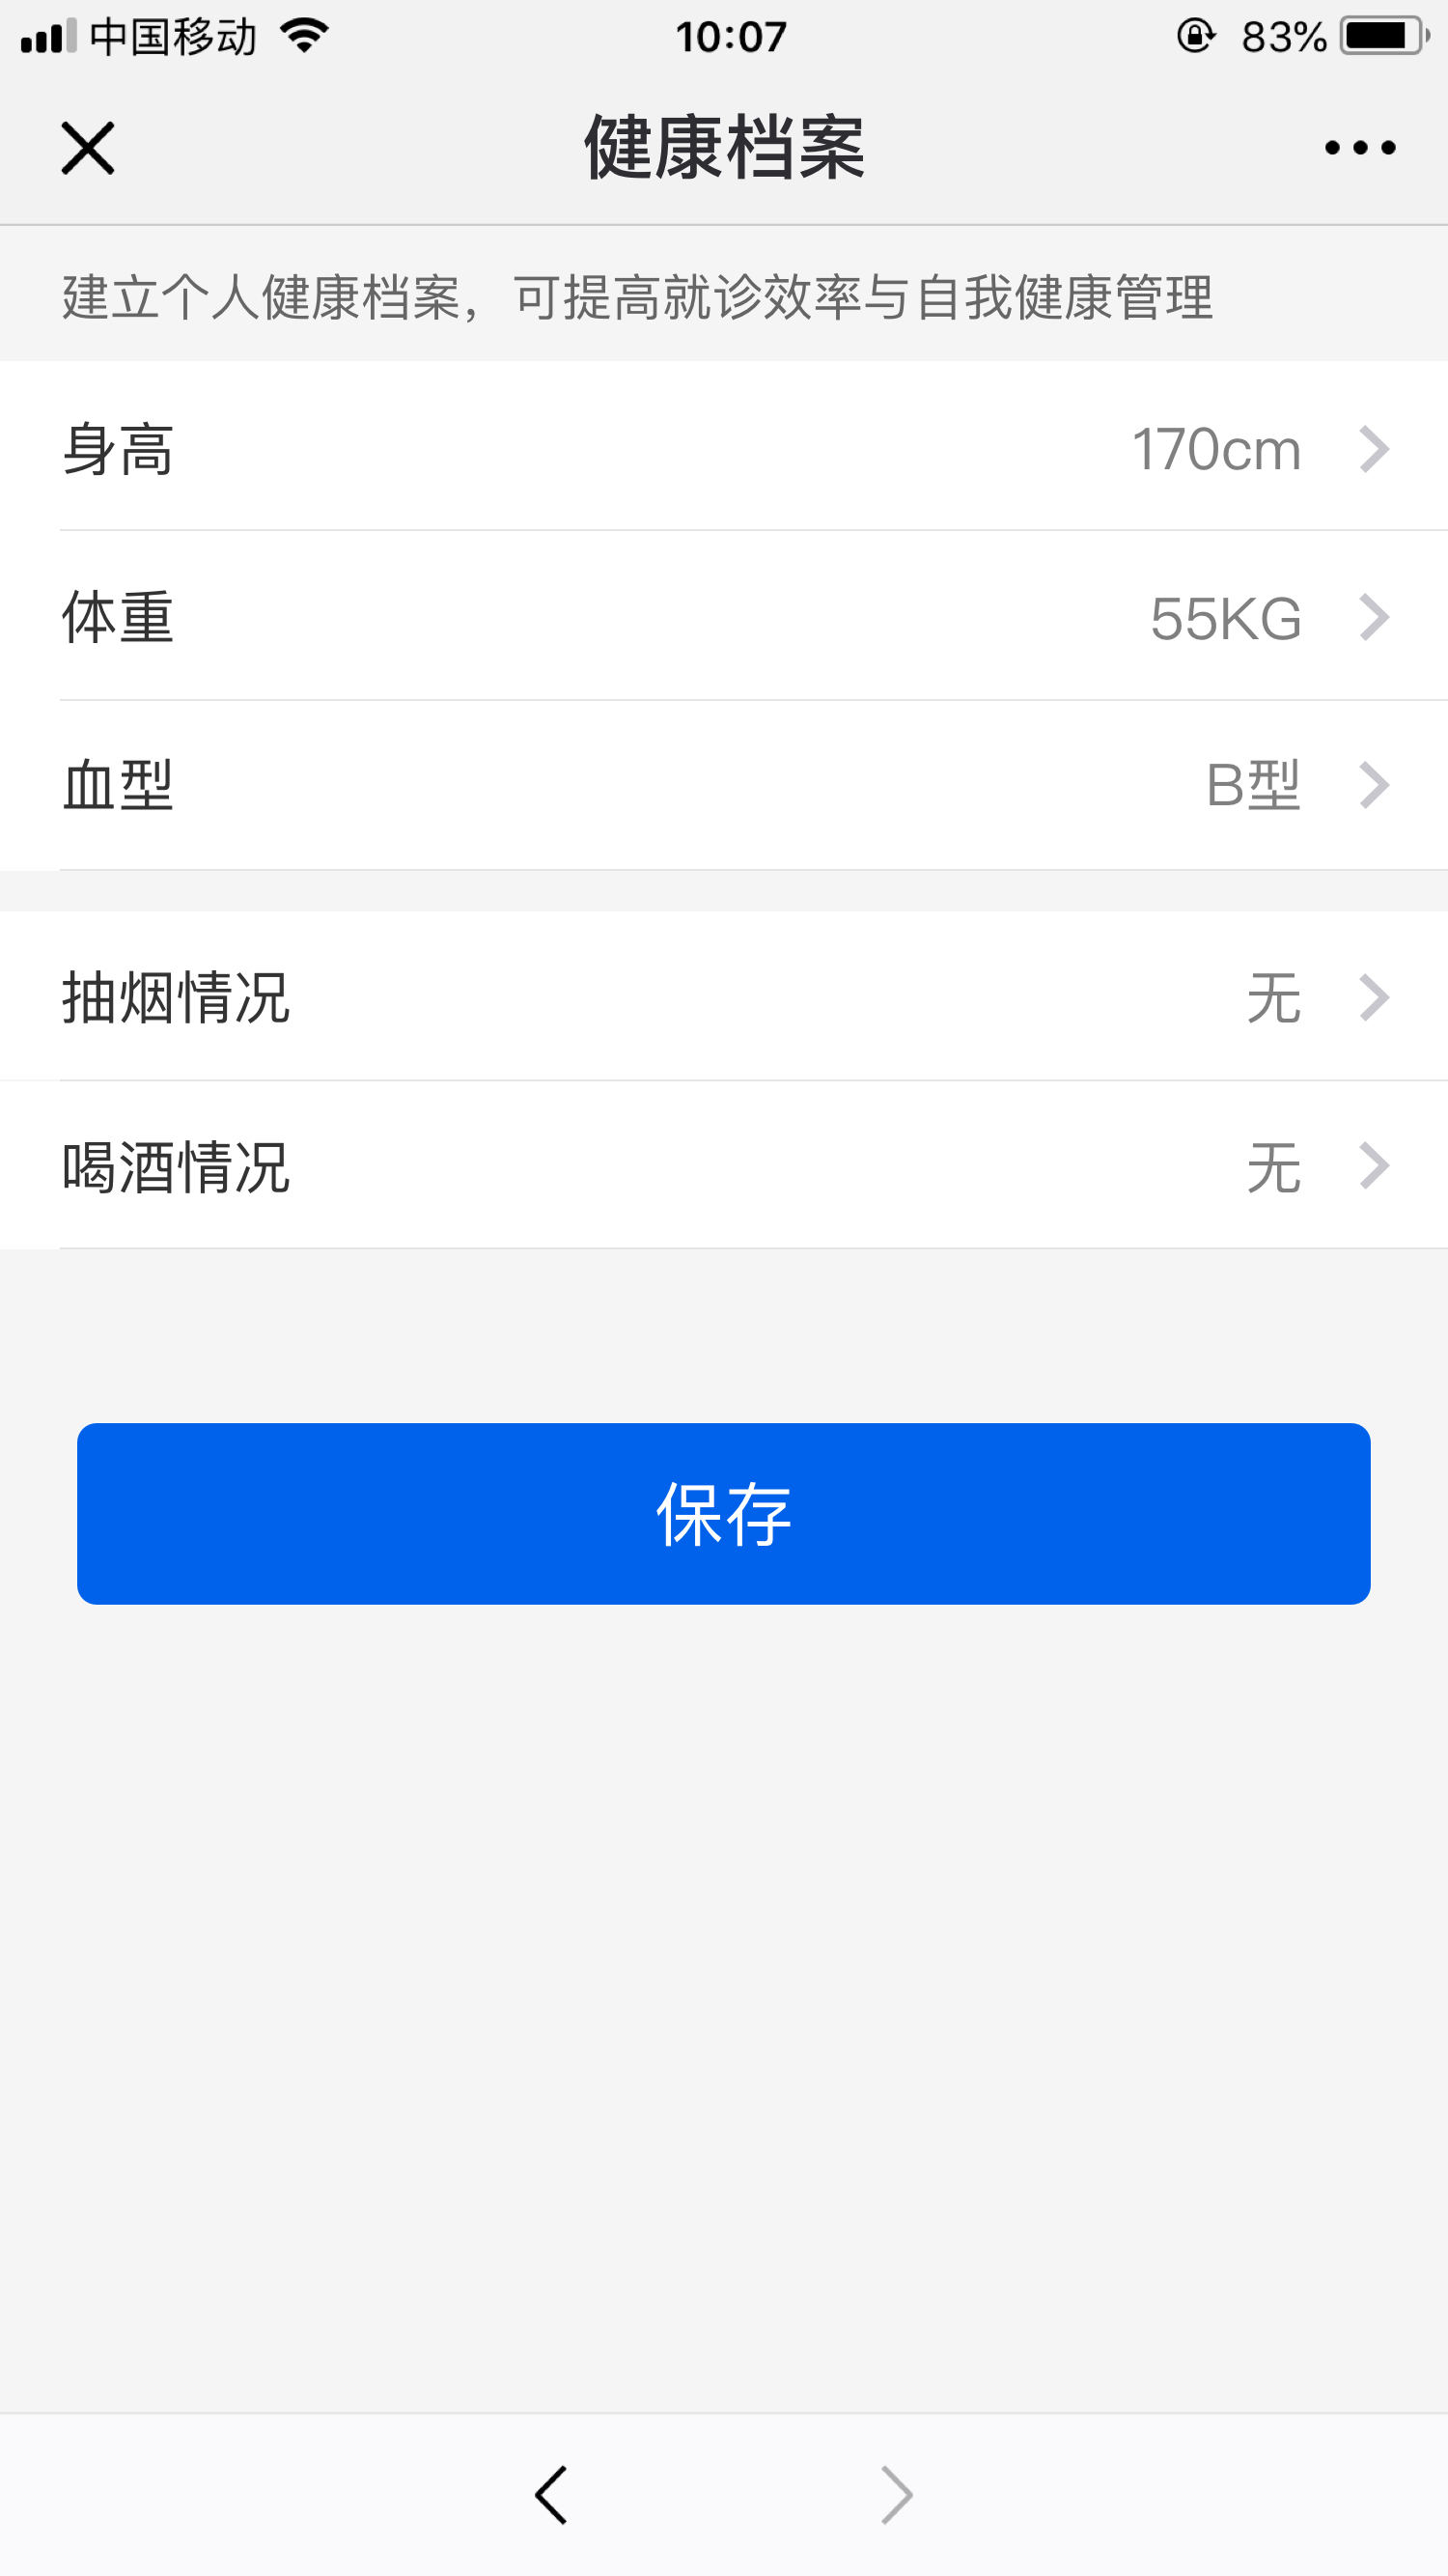 中国移动 10:07 83%
健康档案
建立个人健康档案，可提高就诊效率与自我健康管理
身高 170cm
体重 55KG
血型 B型
抽烟情况 无
喝酒情况 无
保存